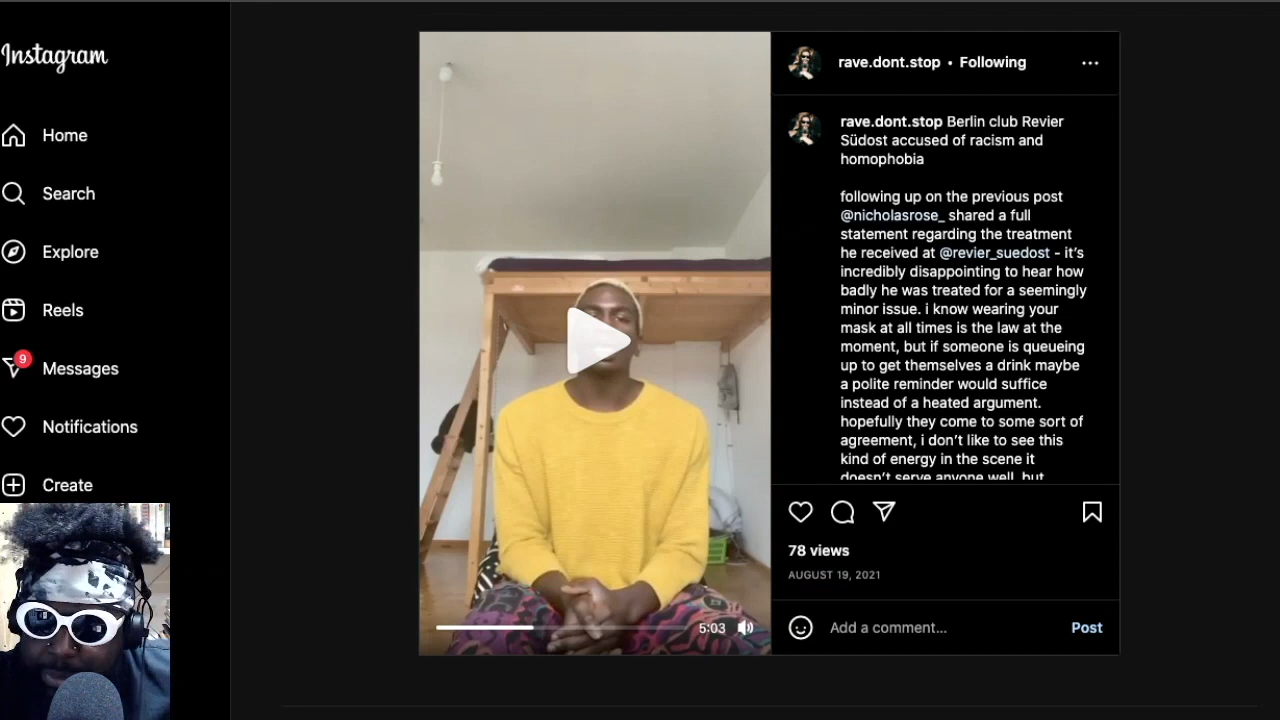 Instagram
Home
Search
Explore
Reels
9
Messages
Notifications
Create
rave.dont.stop • Following
rave.dont.stop Berlin club Revier
Südost accused of racism and
homophobia
following up on the previous post
@nicholasrose_ shared a full
statement regarding the treatment
he received at @revier_suedost - it’s
incredibly disappointing to hear how
badly he was treated for a seemingly
minor issue. i know wearing your
mask at all times is the law at the
moment, but if someone is queueing
up to get themselves a drink maybe
a polite reminder would suffice
instead of a heated argument.
hopefully they come to some sort of
agreement, i don’t like to see this
kind of energy in the scene it
doesn’t serve anyone well, but
5:03
78 views
AUGUST 19, 2021
Add a comment...
Post